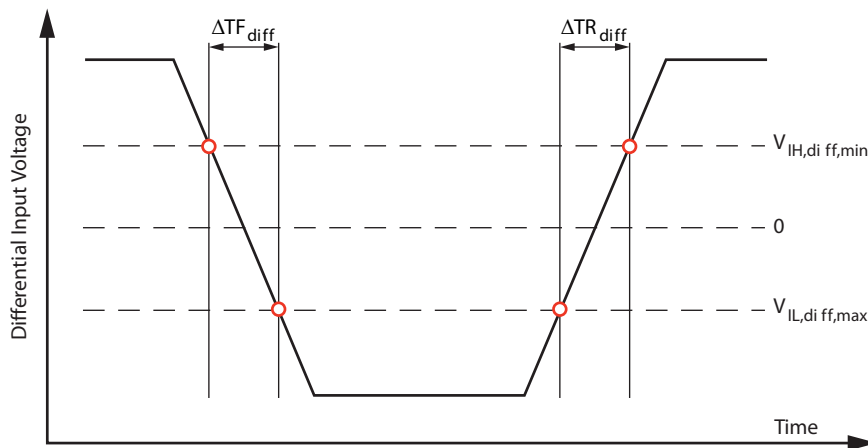 ΔTF diff
ΔTR diff
Differential Input Voltage
V IH,di ff,min
0
V IL,di ff,max
Time